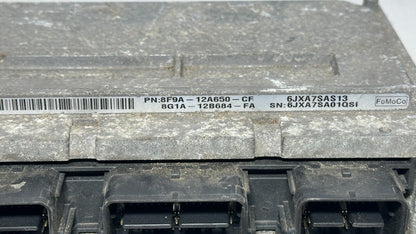 PN:8F9A-12A650-CF 6JXA7SAS13
8G1A-12B684-FA SN:6JXA7SA01QSI FoMoCo